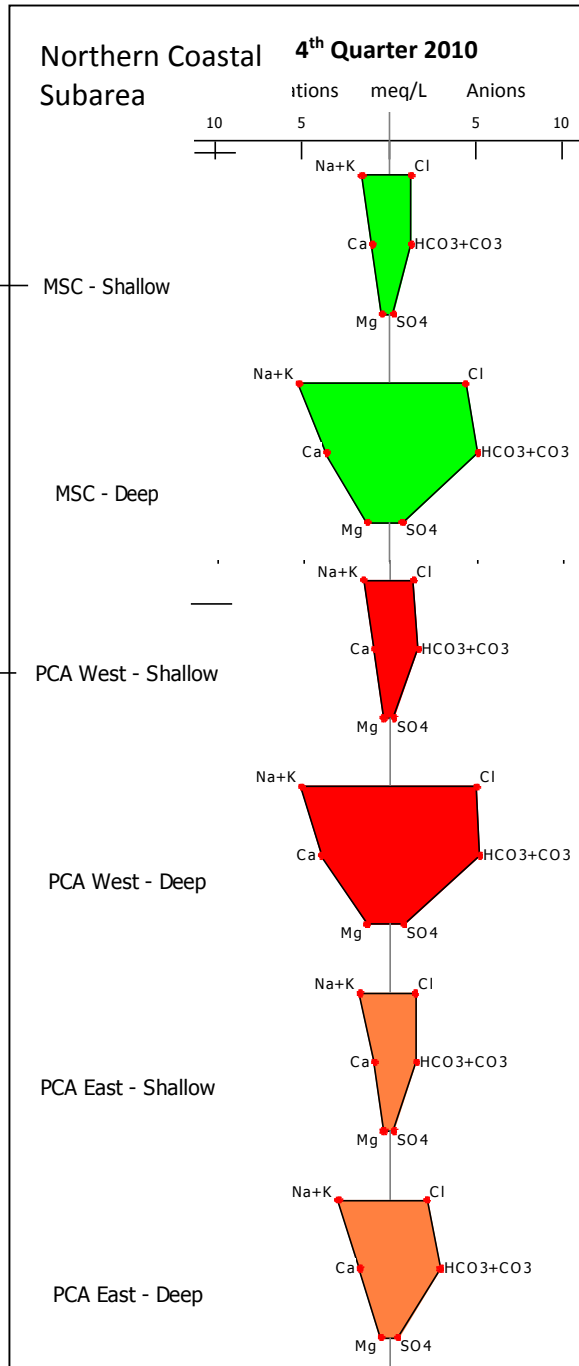 Northern Coastal
Subarea
4th Quarter 2010
ations meq/L Anions
10 5 5 10
Na+K Cl
Ca HCO3+CO3
MSC - Shallow
Mg SO4
Na+K Cl
Ca HCO3+CO3
MSC - Deep
Mg SO4
Na+K Cl
Ca HCO3+CO3
PCA West - Shallow
Mg SO4
Na+K Cl
Ca HCO3+CO3
PCA West - Deep
Mg SO4
Na+K Cl
Ca HCO3+CO3
PCA East - Shallow
Mg SO4
Na+K Cl
Ca HCO3+CO3
PCA East - Deep
Mg SO4